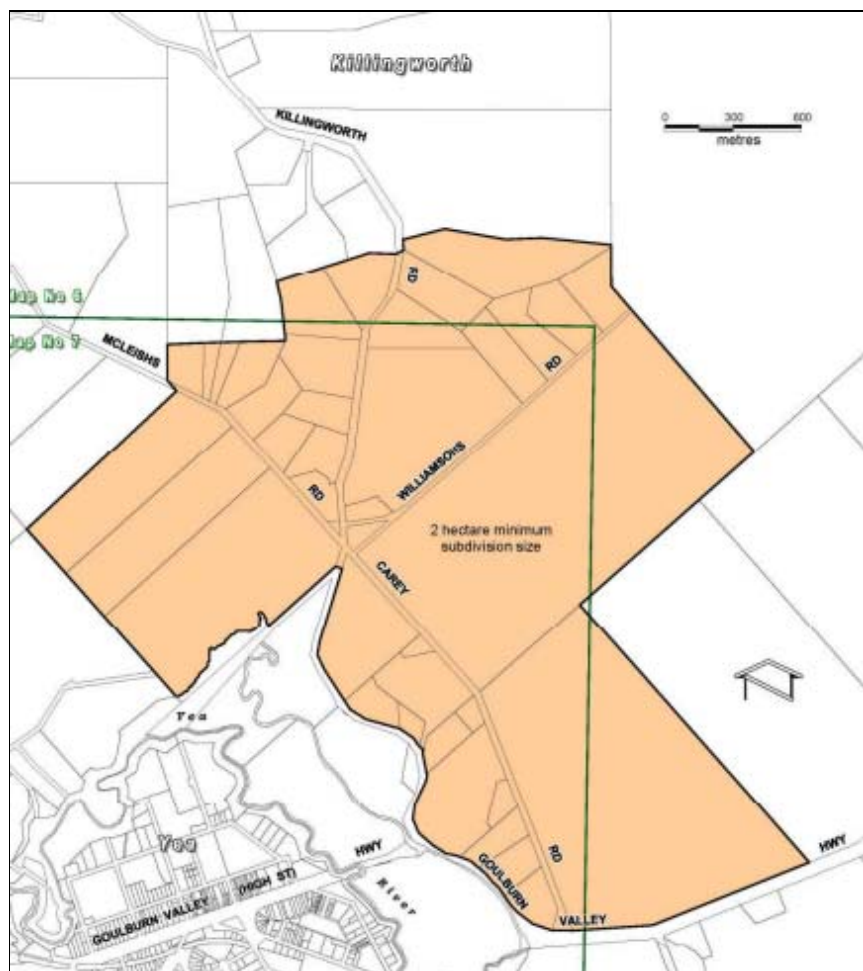 Killingworth
KILLINGWORTH
0 300 600
metres
RD
Map No 6
Map No 7
MCLEISHS
RD
WILLIAMSONS
RD
2 hectare minimum
subdivision size
CAREY
Yea
Yea
HWY
RD
HWY
GOULBURN
(HIGH ST)
River
VALLEY
GOULBURN VALLEY